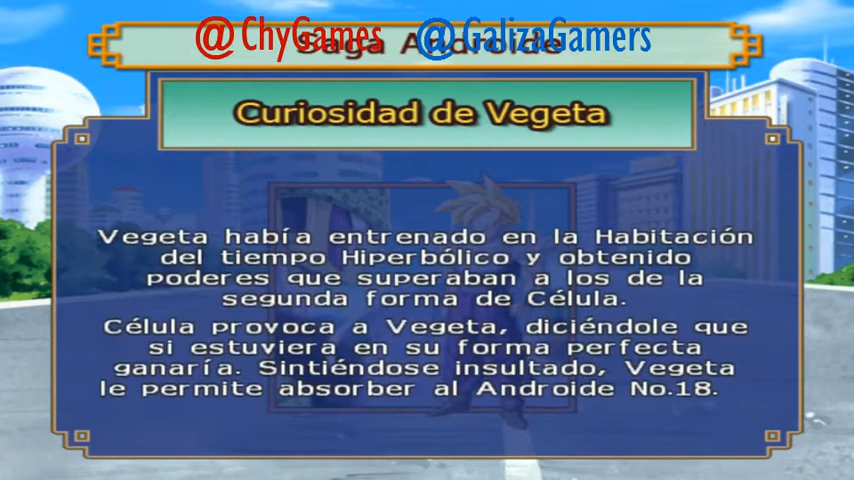 @ChyGames @GalizaGamers
Saga Androide
Curiosidad de Vegeta
Vegeta había entrenado en la Habitación
del tiempo Hiperbólico y obtenido
poderes que superaban a los de la
segunda forma de Célula.
Célula provoca a Vegeta, diciéndole que
si estuviera en su forma perfecta
ganaría. Sintiéndose insultado, Vegeta
le permite absorber al Androide No.18.